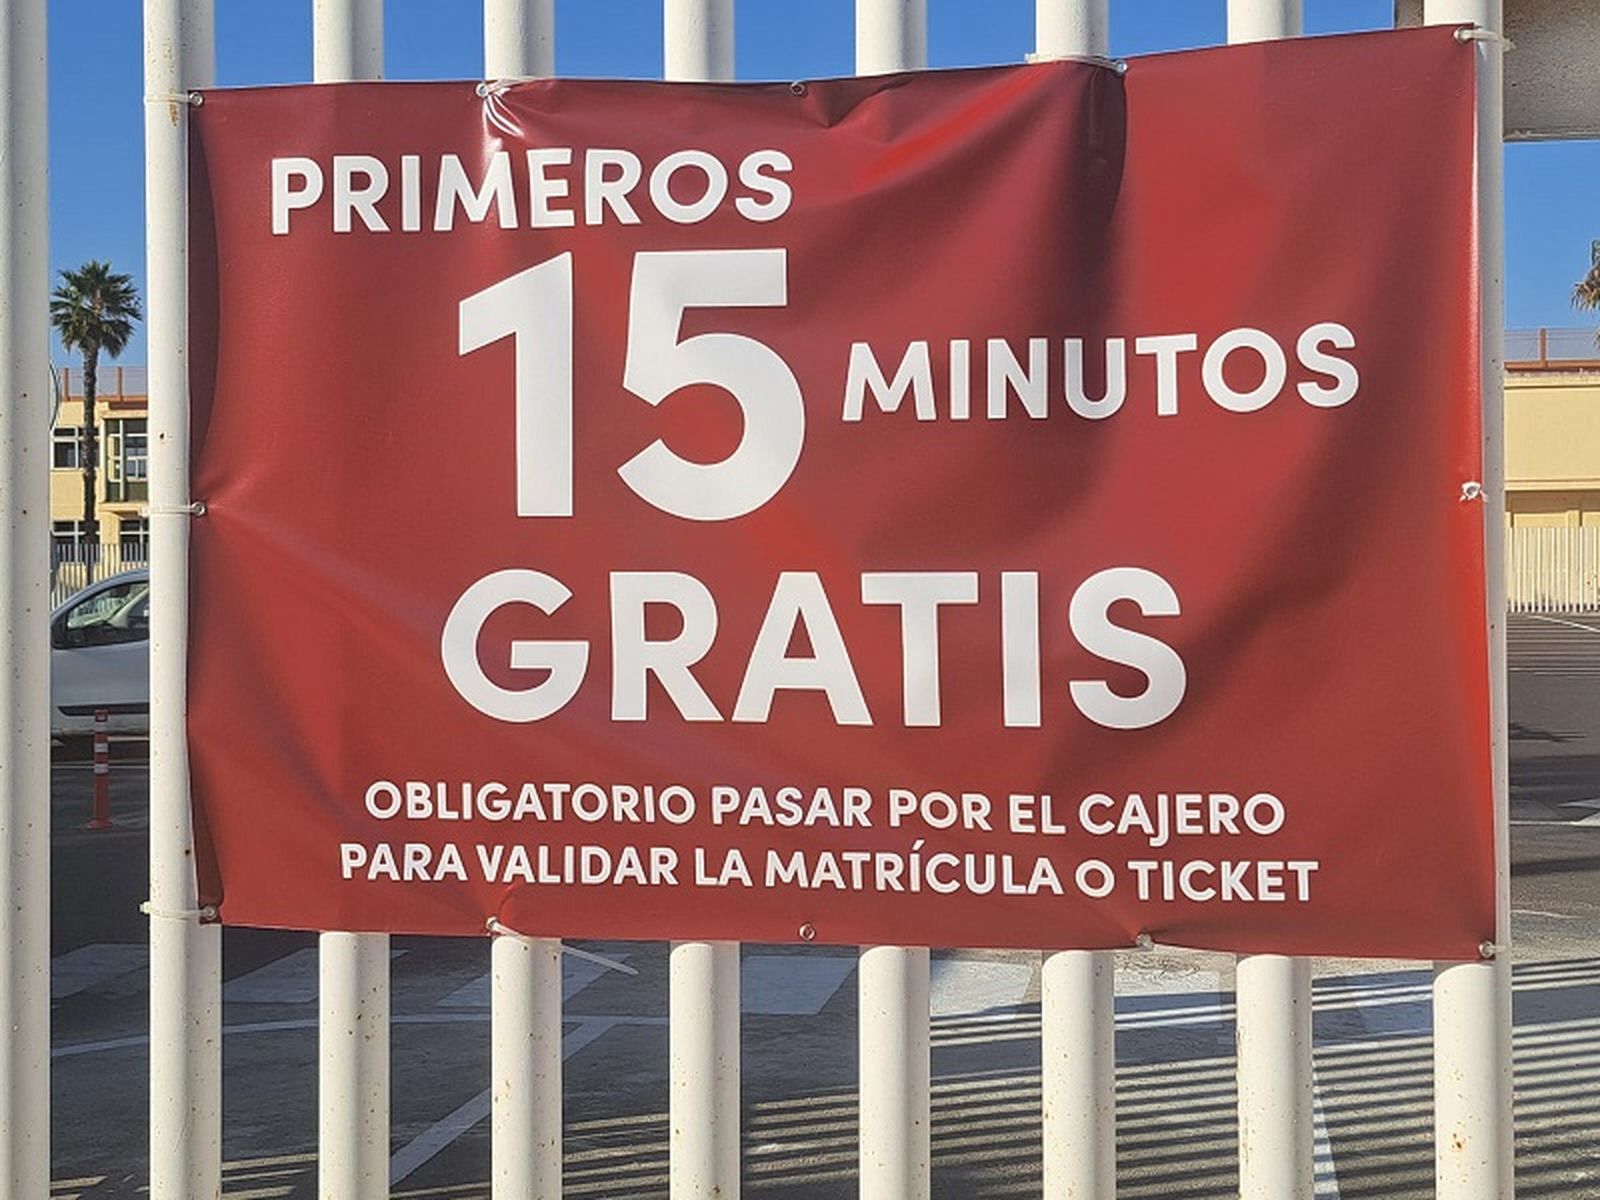 PRIMEROS
15 MINUTOS
GRATIS
OBLIGATORIO PASAR POR EL CAJERO
PARA VALIDAR LA MATRÍCULA O TICKET